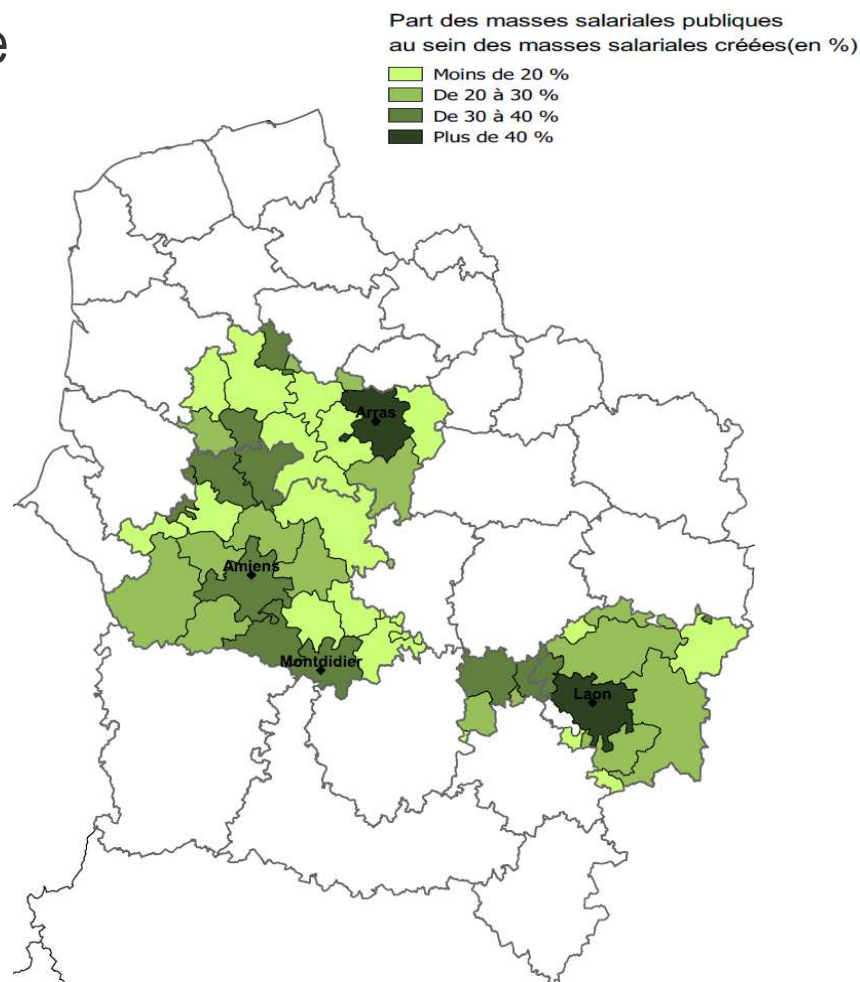 e
Part des masses salariales publiques
au sein des masses salariales créées(en %)
Moins de 20 %
De 20 à 30 %
De 30 à 40 %
Plus de 40 %
Arras
Amiens
Montdidier
Laon